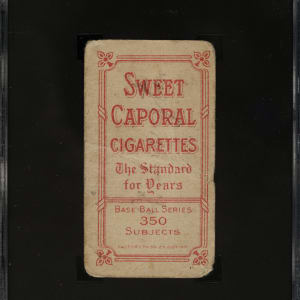 SWEET
CAPORAL
CIGARETTES
The Standard
for Years
BASE BALL SERIES
350
SUBJECTS